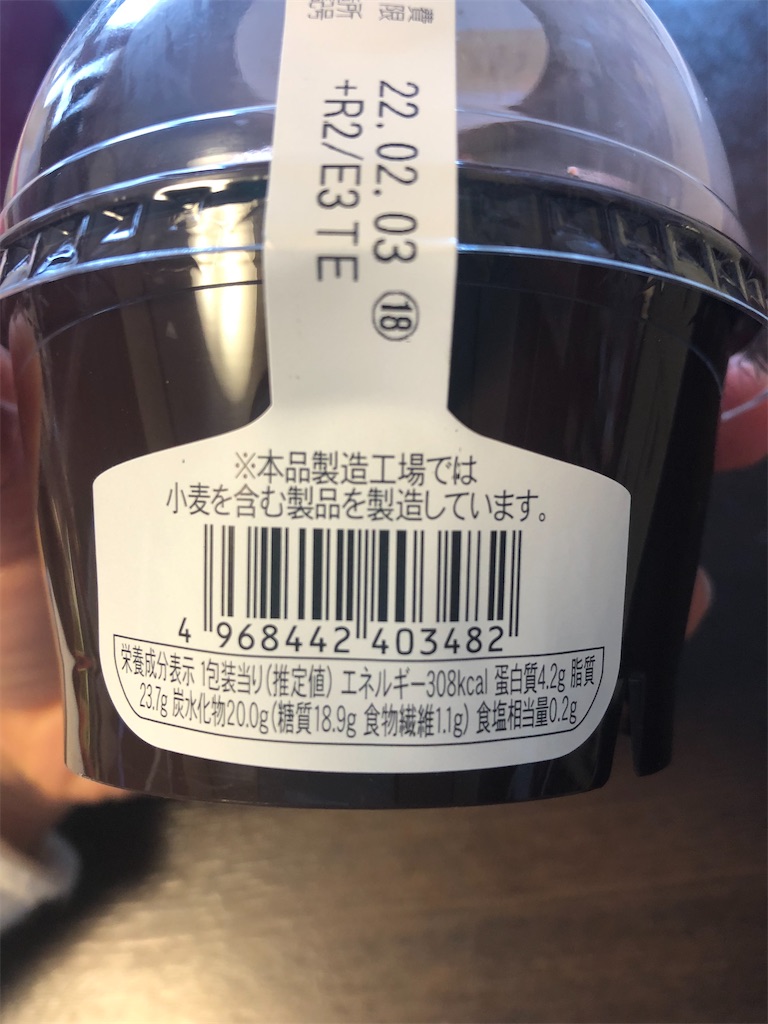 費限
22.02.03 ⑱
+R2/E3TE
※本品製造工場では
小麦を含む製品を製造しています。
4 968442 403482
栄養成分表示 1包装当り(推定値) エネルギー308kcal 蛋白質4.2g 脂質
23.7g 炭水化物20.0g(糖質18.9g 食物繊維1.1g) 食塩相当量0.2g